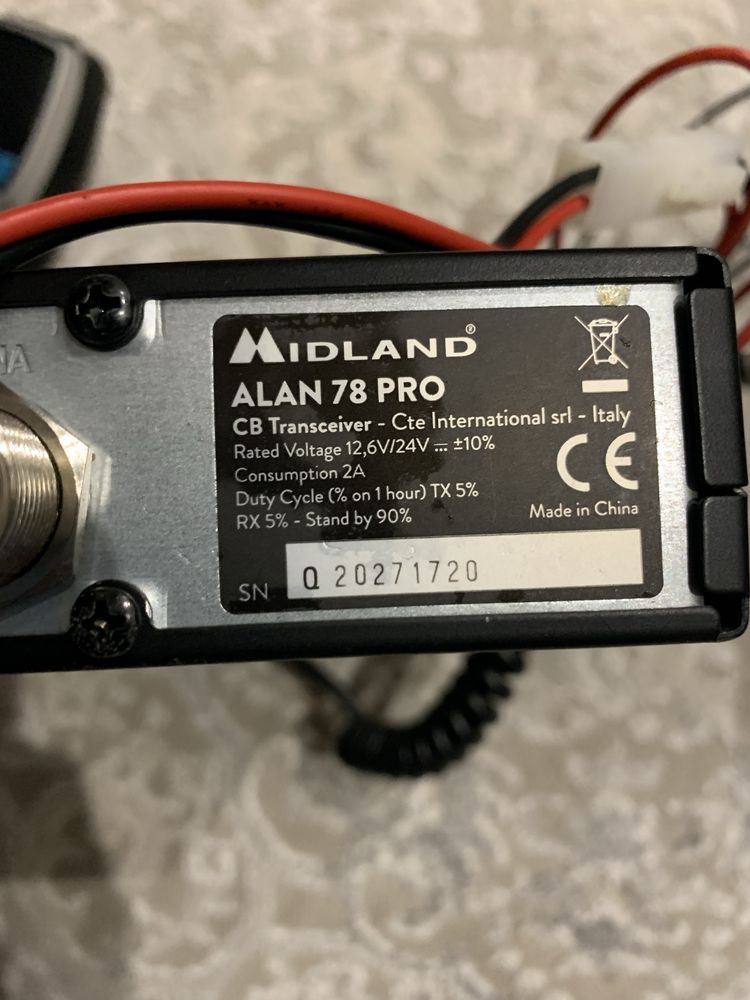 NA
MIDLAND®
ALAN 78 PRO
CB Transceiver - Cte International srl - Italy
Rated Voltage 12,6V/24V ⎓ ±10%
Consumption 2A
Duty Cycle (% on 1 hour) TX 5%
RX 5% - Stand by 90%
CE
Made in China
SN Q 20271720